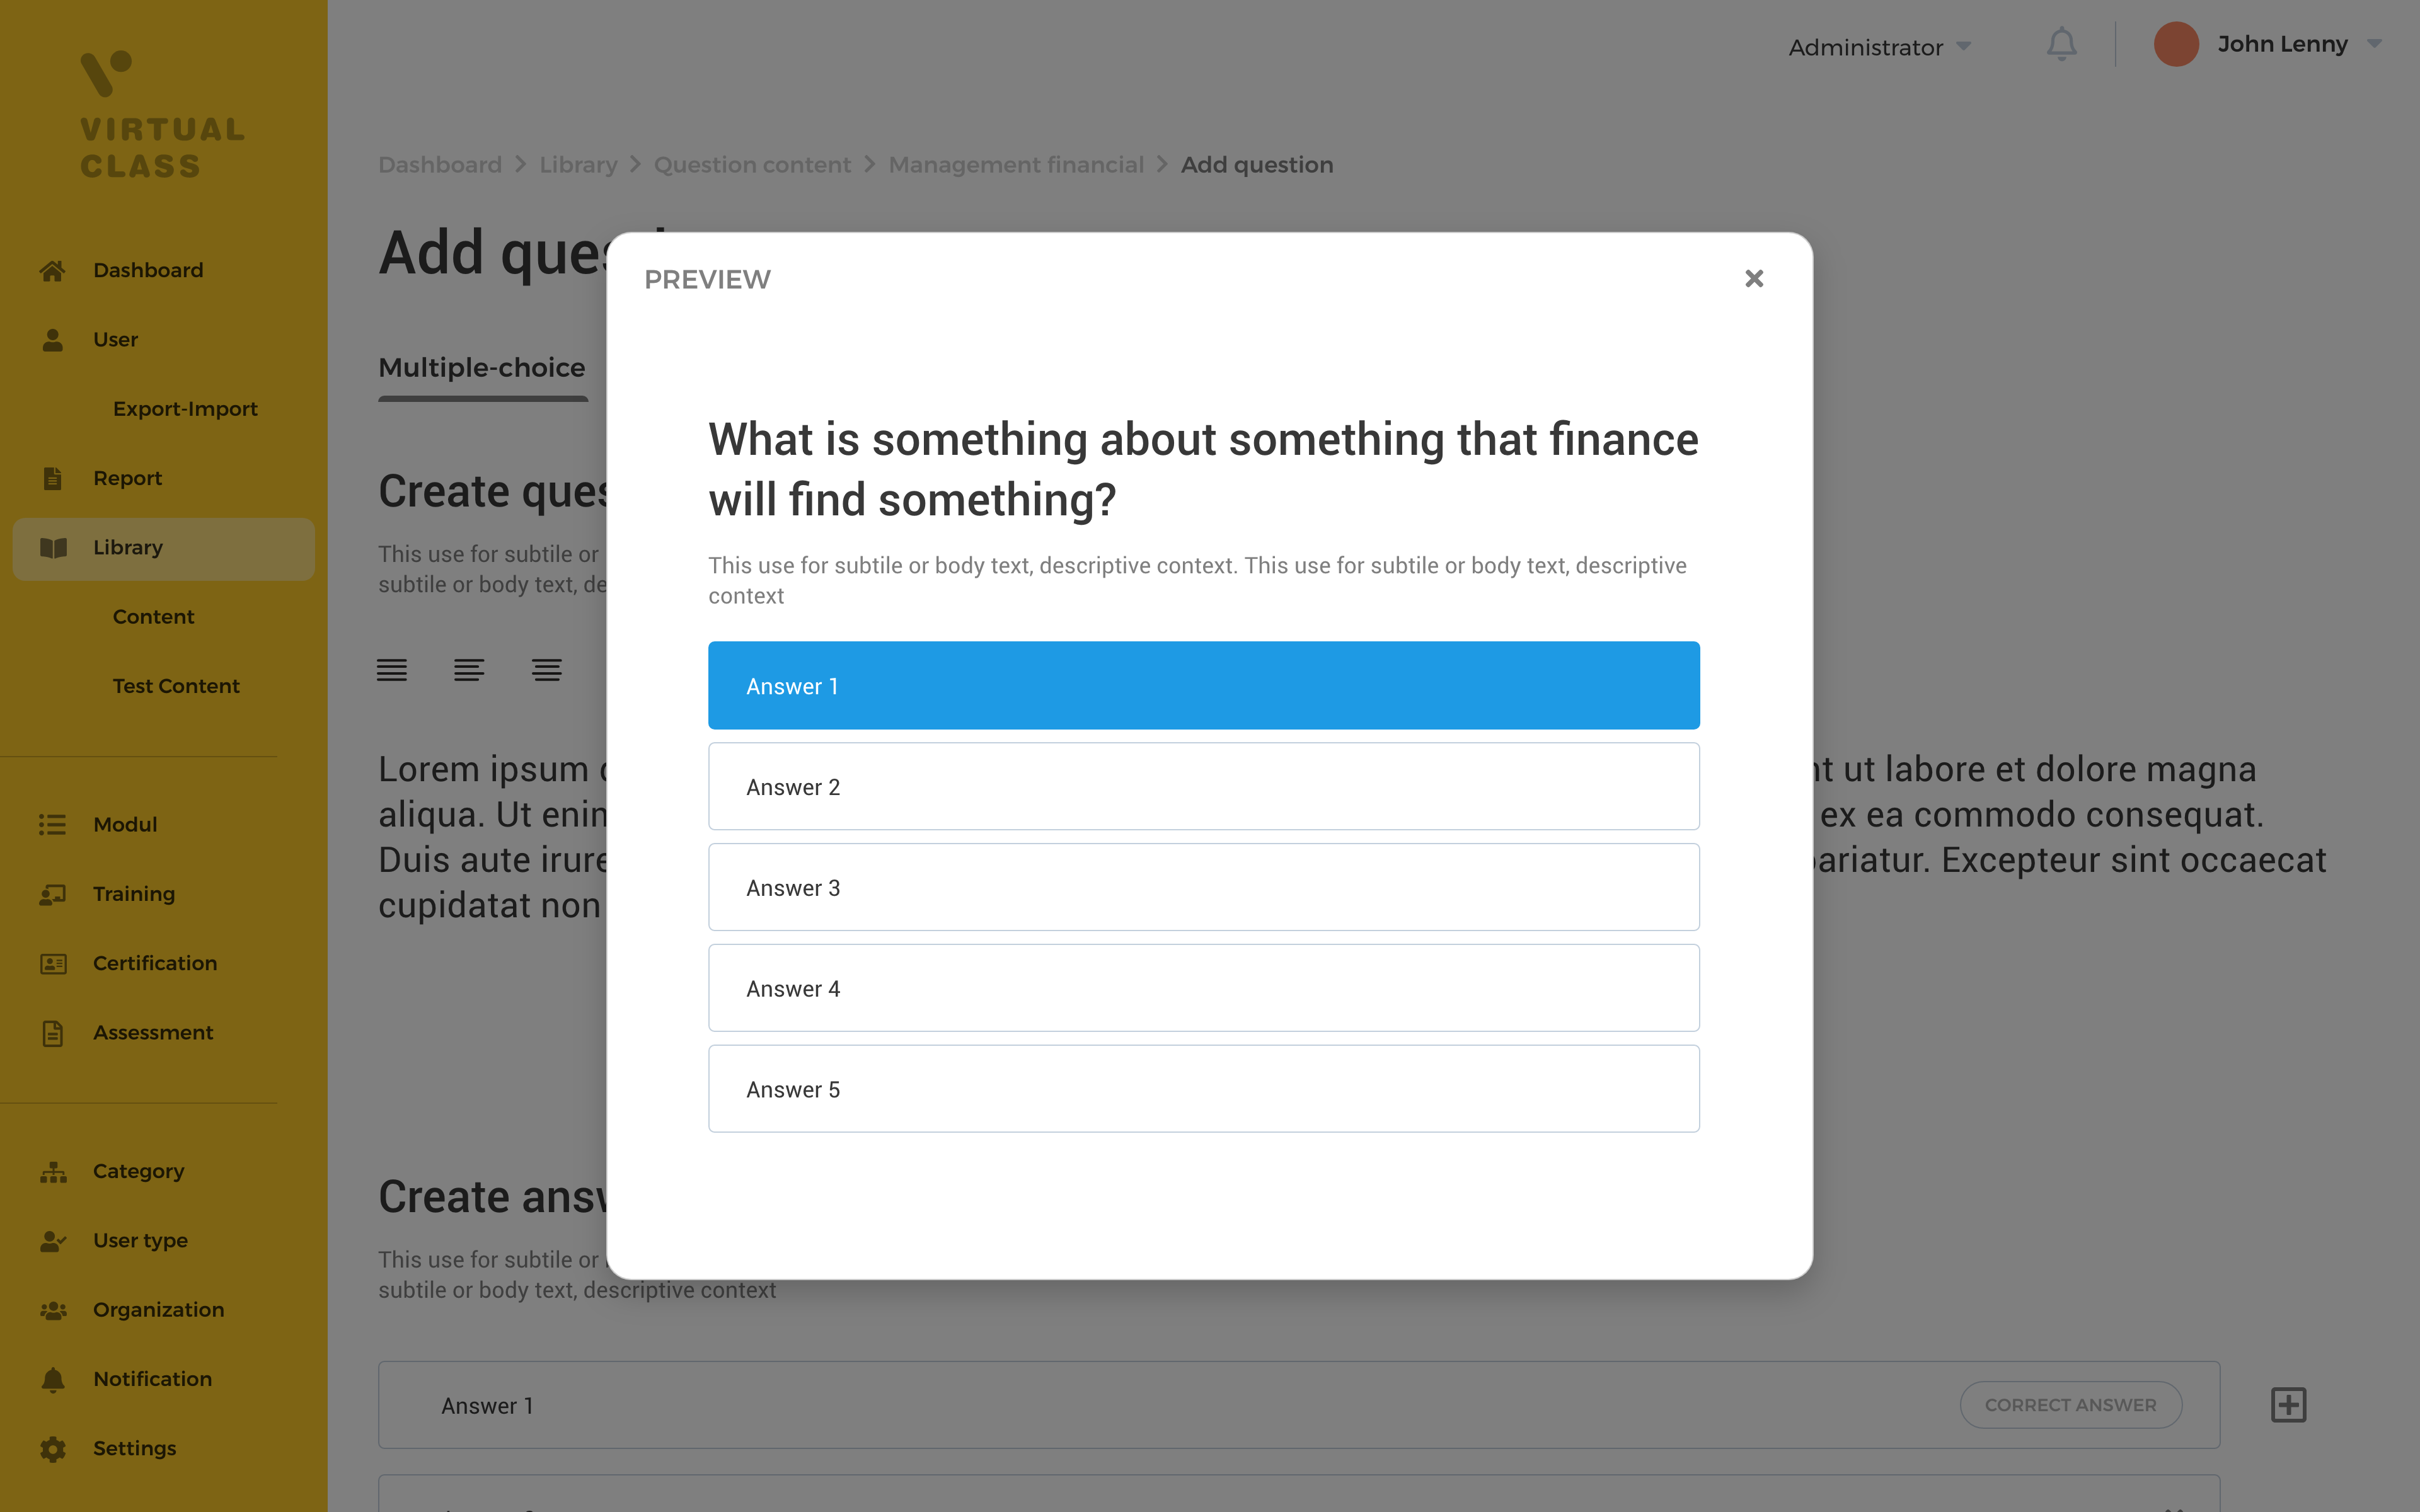 VIRTUAL
CLASS
Dashboard
User
Export-Import
Report
Library
Content
Test Content
Modul
Training
Certification
Assessment
Category
User type
Organization
Notification
Settings
Administrator
John Lenny
Dashboard > Library > Question content > Management financial > Add question
Add ques
Multiple-choice
Create ques
This use for subtile or
subtile or body text, de
Lorem ipsum
nt ut labore et dolore magna
aliqua. Ut enim
ex ea commodo consequat.
Duis aute irure
pariatur. Excepteur sint occaecat
cupidatat non
Create answ
This use for subtile or
subtile or body text, descriptive context
Answer 1
CORRECT ANSWER
PREVIEW
What is something about something that finance
will find something?
This use for subtile or body text, descriptive context. This use for subtile or body text, descriptive
context
Answer 1
Answer 2
Answer 3
Answer 4
Answer 5